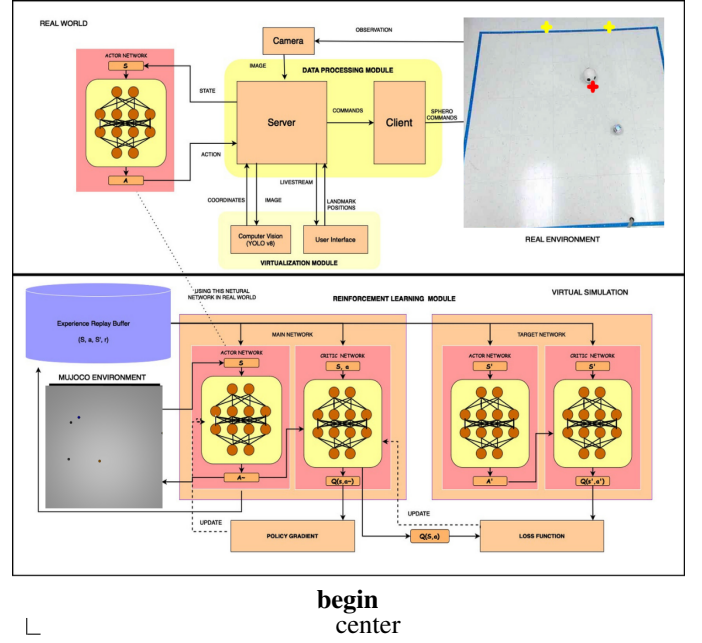 REAL WORLD
OBSERVATION
Camera
ACTOR NETWORK
S
IMAGE
DATA PROCESSING MODULE
STATE
Server
COMMANDS
Client
SPHERO
COMMANDS
ACTION
A
COORDINATES
IMAGE
LIVESTREAM
LANDMARK
POSITIONS
Computer Vision
(YOLO v8)
User Interface
VIRTUALIZATION MODULE
REAL ENVIRONMENT
USING THIS NETURAL
NETWORK IN REAL WORLD
REINFORCEMENT LEARNING MODULE
VIRTUAL SIMULATION
Experience Replay Buffer
(S, a, S', r)
MAIN NETWORK
TARGET NETWORK
MUJOCO ENVIRONMENT
ACTOR NETWORK
S
A~
CRITIC NETWORK
S, a
Q(s,a~)
ACTOR NETWORK
S'
A'
CRITIC NETWORK
S'
Q(s',a')
UPDATE
UPDATE
POLICY GRADIENT
Q(S,a)
LOSS FUNCTION
begin
center